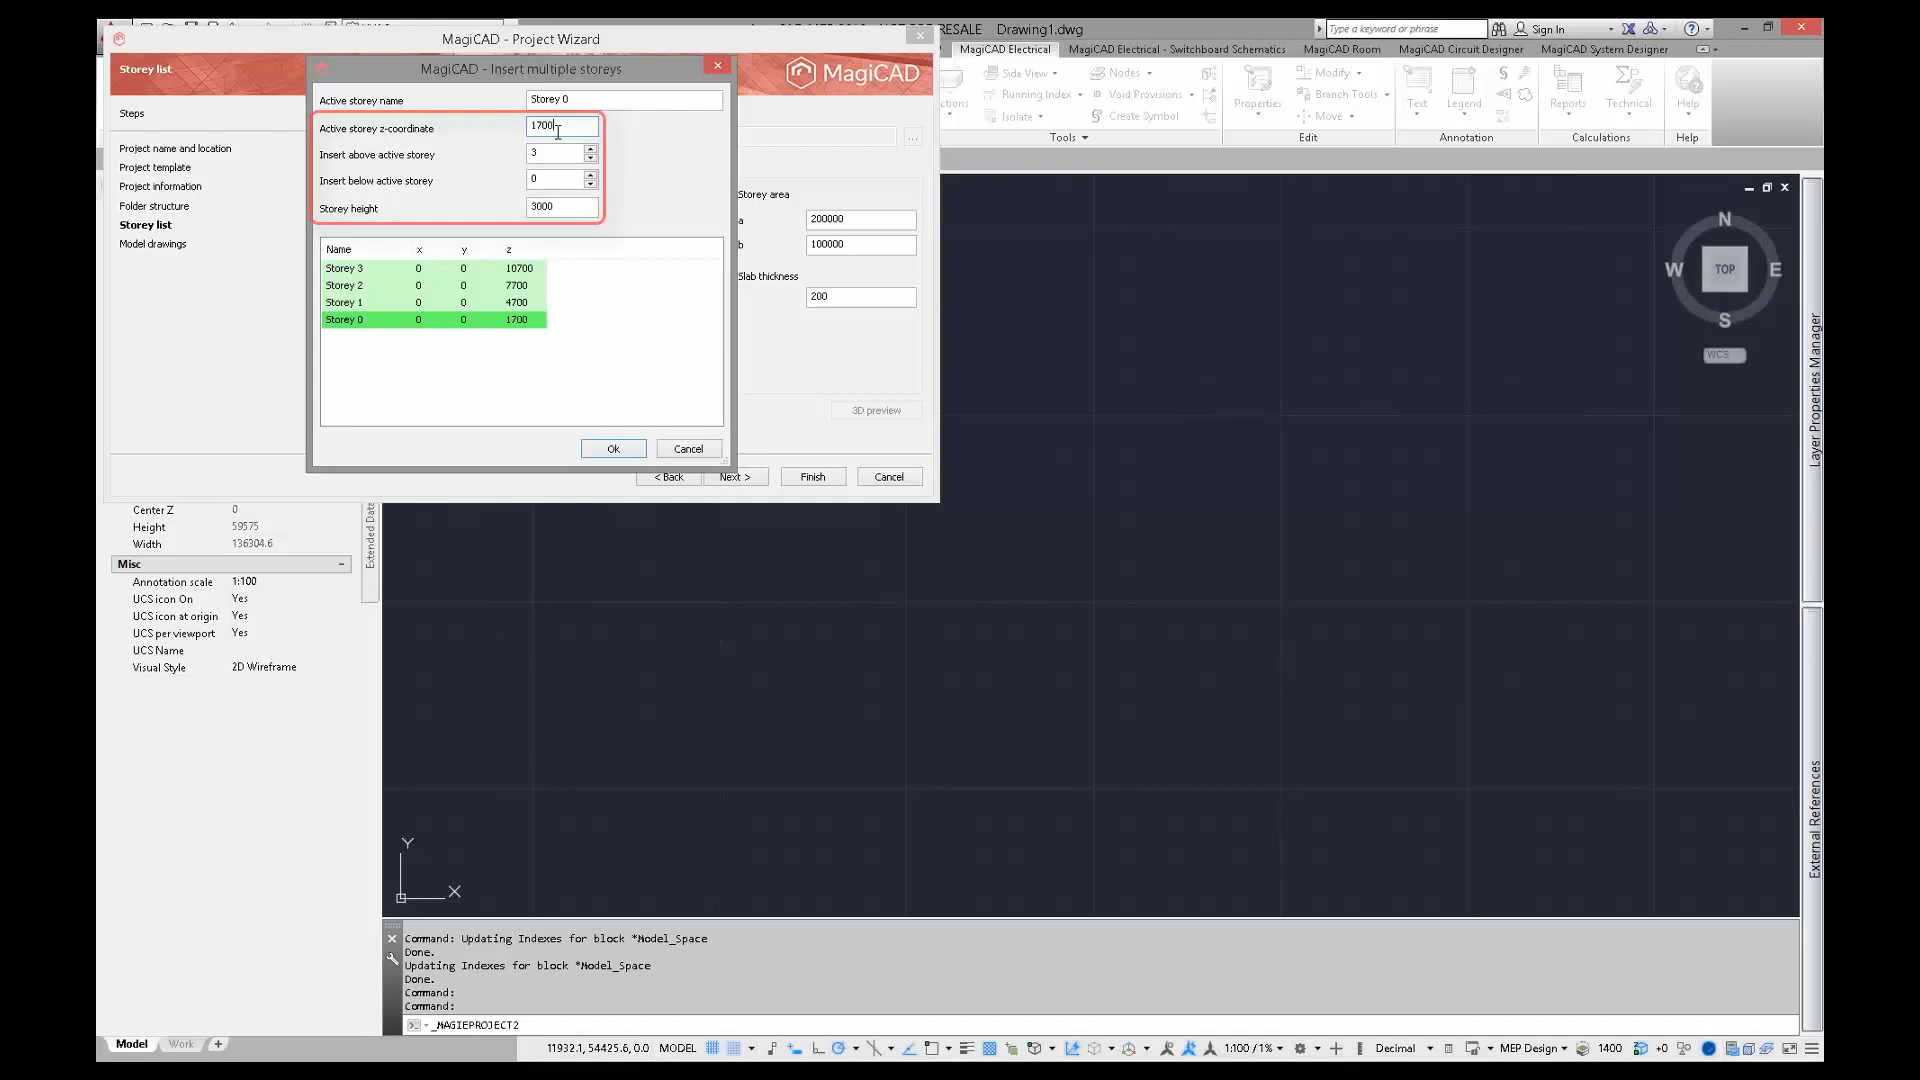 MagiCAD - Project Wizard
RESALE Drawing1.dwg
Type a keyword or phrase
Sign In
MagiCAD Electrical
MagiCAD Electrical - Switchboard Schematics
MagiCAD Room
MagiCAD Circuit Designer
MagiCAD System Designer
Storey list
MagiCAD - Insert multiple storeys
MagiCAD
Side View
Running Index
Isolate
Nodes
Void Provisions
Create Symbol
Properties
Modify
Branch Tools
Move
Text
Legend
Reports
Technical
Help
Tools
Edit
Annotation
Calculations
Help
Steps
Project name and location
Project template
Project information
Folder structure
Storey list
Model drawings
Active storey name Storey 0
Active storey z-coordinate 1700
Insert above active storey 3
Insert below active storey 0
Storey height 3000
Name x y z
Storey 3 0 0 10700
Storey 2 0 0 7700
Storey 1 0 0 4700
Storey 0 0 0 1700
Ok Cancel
...
Storey area
a 200000
b 100000
Slab thickness
200
3D preview
< Back Next > Finish Cancel
N
W TOP E
S
WCS
Layer Properties Manager
External References
Center Z 0
Height 59575
Width 136304.6
Extended Data
Misc
Annotation scale 1:100
UCS icon On Yes
UCS icon at origin Yes
UCS per viewport Yes
UCS Name
Visual Style 2D Wireframe
Y
X
Command: Updating Indexes for block *Model_Space
Done.
Updating Indexes for block *Model_Space
Done.
Command:
Command:
_MAGIEPROJECT2
Model Work +
11932.1, 54425.6, 0.0 MODEL 1:100 / 1% Decimal MEP Design 1400 +0